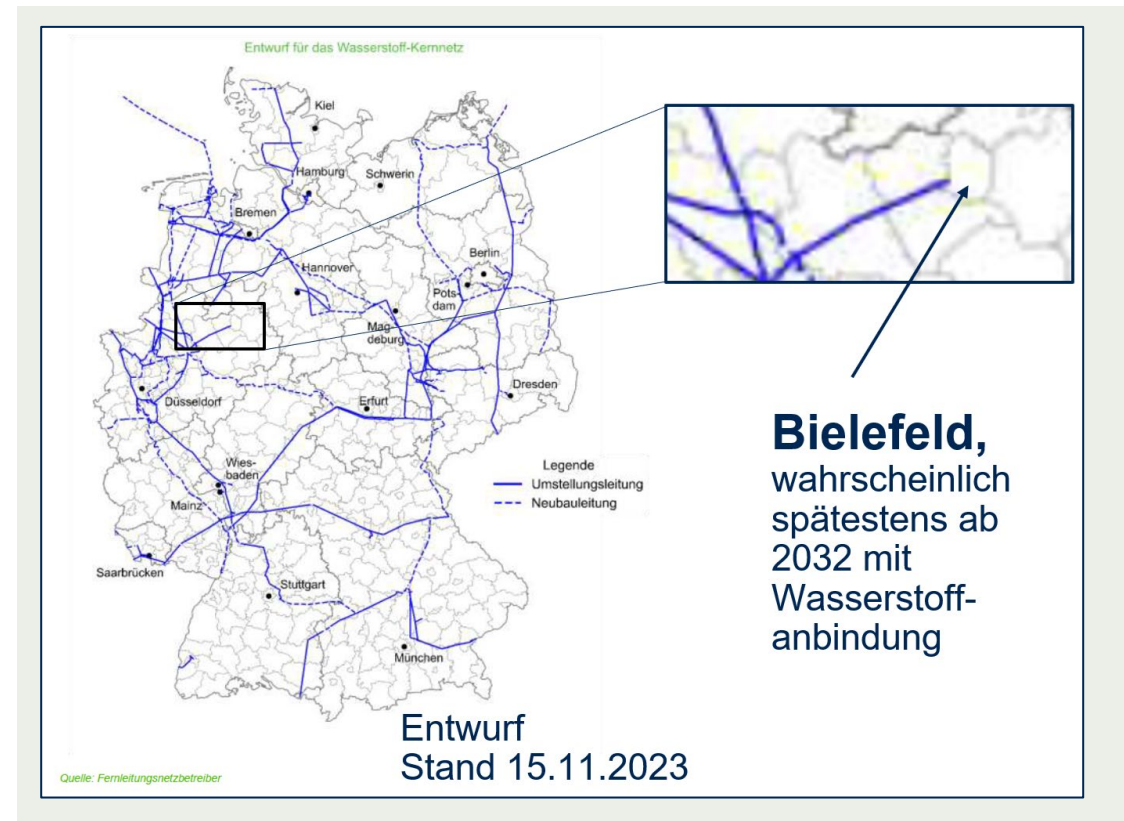 Entwurf für das Wasserstoff-Kernnetz
Kiel
Hamburg
Schwerin
Bremen
Hannover
Berlin
Pots-
dam
Mag-
deburg
Düsseldorf
Erfurt
Dresden
Wies-
baden
Mainz
Saarbrücken
Stuttgart
München
Legende
Umstellungsleitung
Neubauleitung
Bielefeld,
wahrscheinlich
spätestens ab
2032 mit
Wasserstoff-
anbindung
Entwurf
Stand 15.11.2023
Quelle: Fernleitungsnetzbetreiber